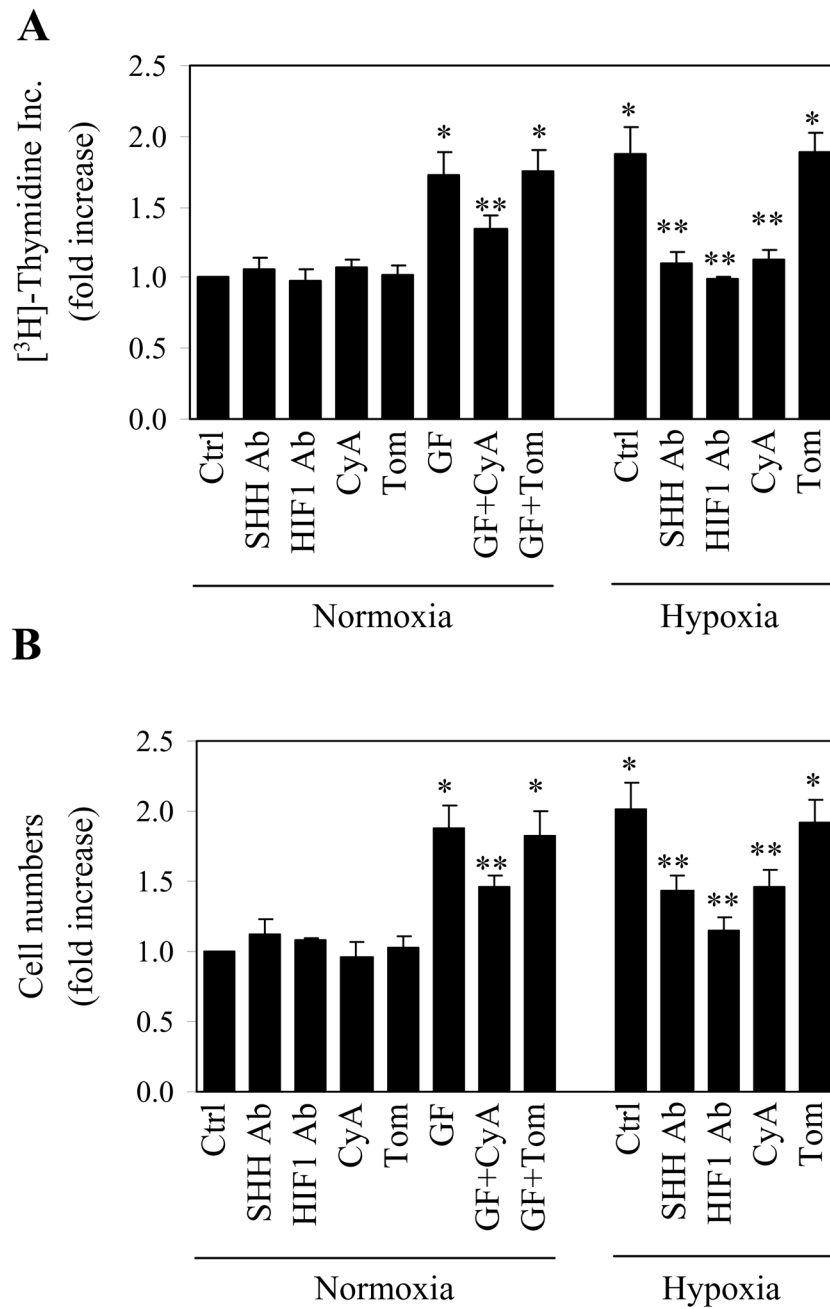 A
[³H]-Thymidine Inc.
(fold increase)
2.5
2.0
1.5
1.0
0.5
0.0
* ** * * ** ** ** *
Ctrl SHH Ab HIF1 Ab CyA Tom GF GF+CyA GF+Tom Ctrl SHH Ab HIF1 Ab CyA Tom
Normoxia Hypoxia
B
Cell numbers
(fold increase)
2.5
2.0
1.5
1.0
0.5
0.0
* ** * * ** ** ** *
Ctrl SHH Ab HIF1 Ab CyA Tom GF GF+CyA GF+Tom Ctrl SHH Ab HIF1 Ab CyA Tom
Normoxia Hypoxia